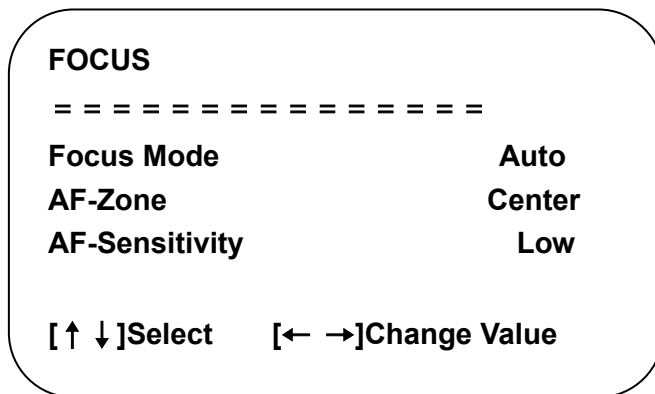 FOCUS
= = = = = = = = = = = = = = =
Focus Mode Auto
AF-Zone Center
AF-Sensitivity Low
[↑ ↓]Select [← →]Change Value